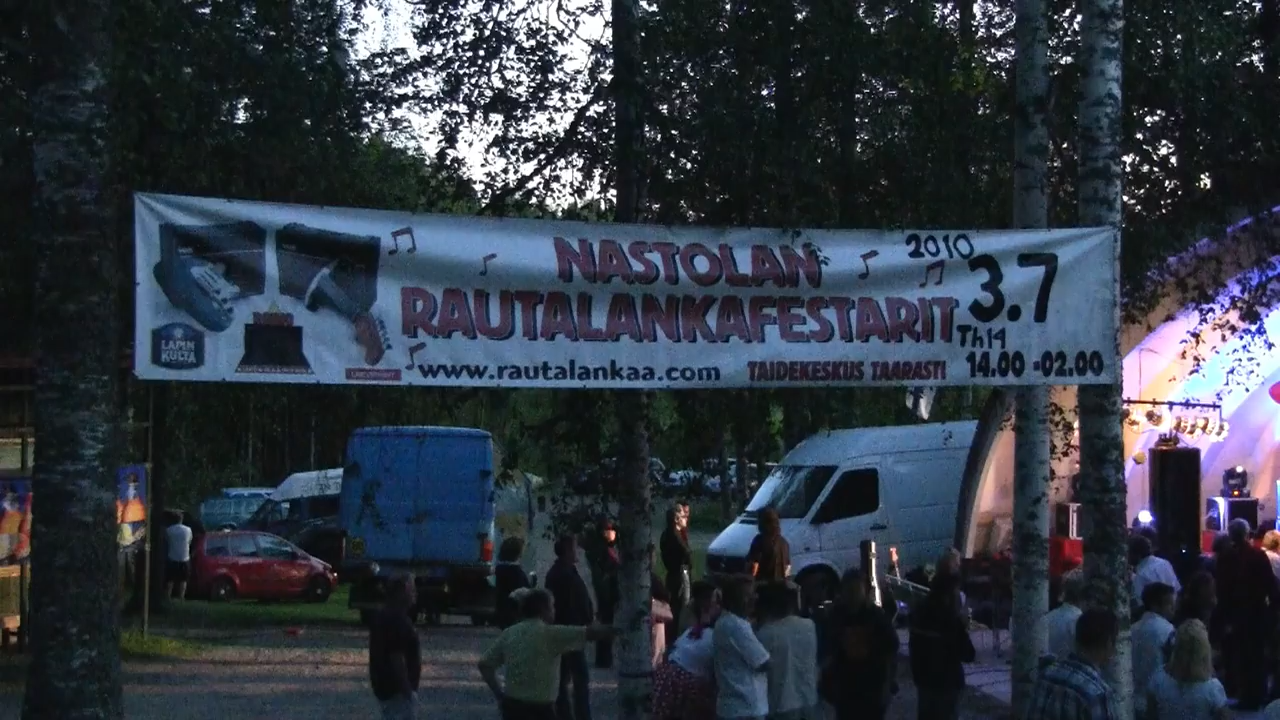 NASTOLAN
2010
RAUTALANKAFESTARIT
3.7
Th14
14.00 -02.00
www.rautalankaa.com
TAIDEKESKUS TAARASTI
LAPIN
KULTA